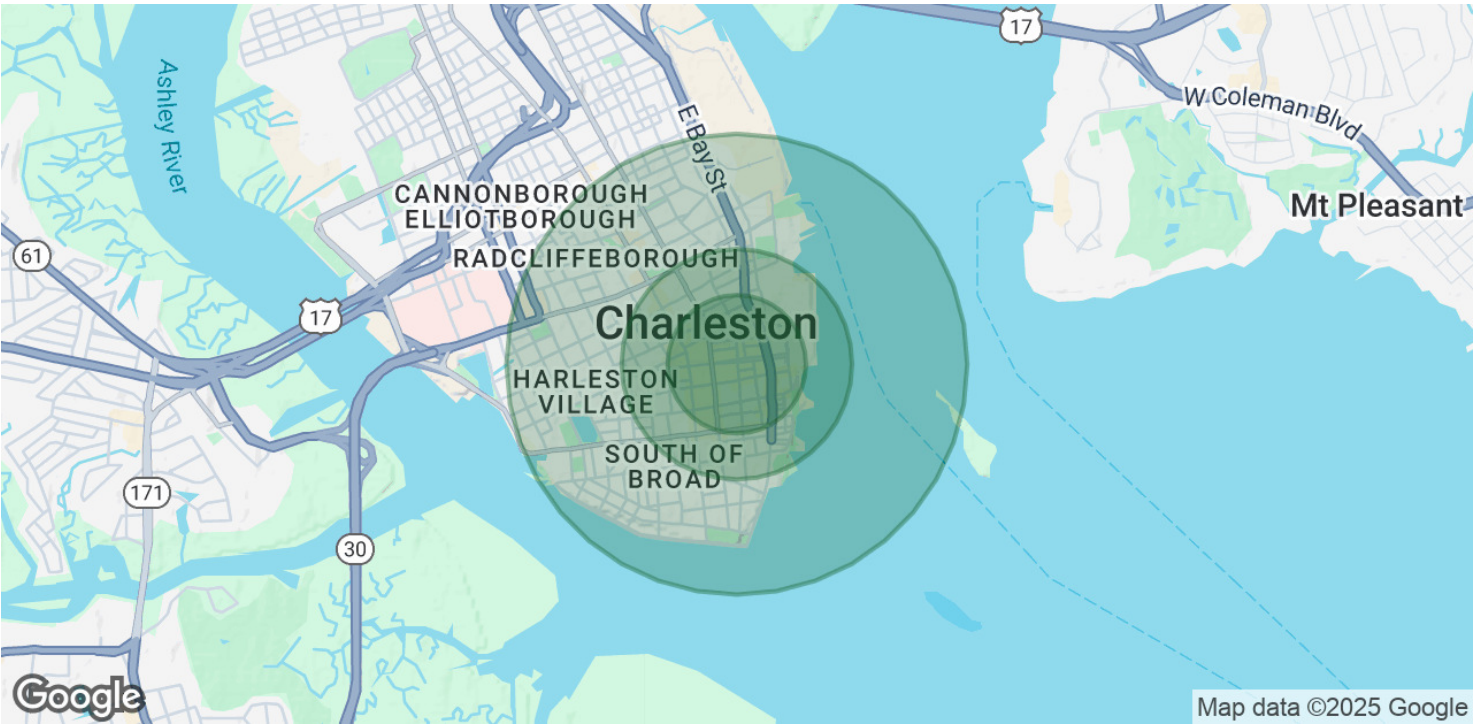 17
W Coleman Blvd
Ashley River
E Bay St
CANNONBOROUGH
ELLIOTBOROUGH
Mt Pleasant
61
RADCLIFFEBOROUGH
17
Charleston
HARLESTON
VILLAGE
SOUTH OF
BROAD
171
30
Google
Map data ©2025 Google